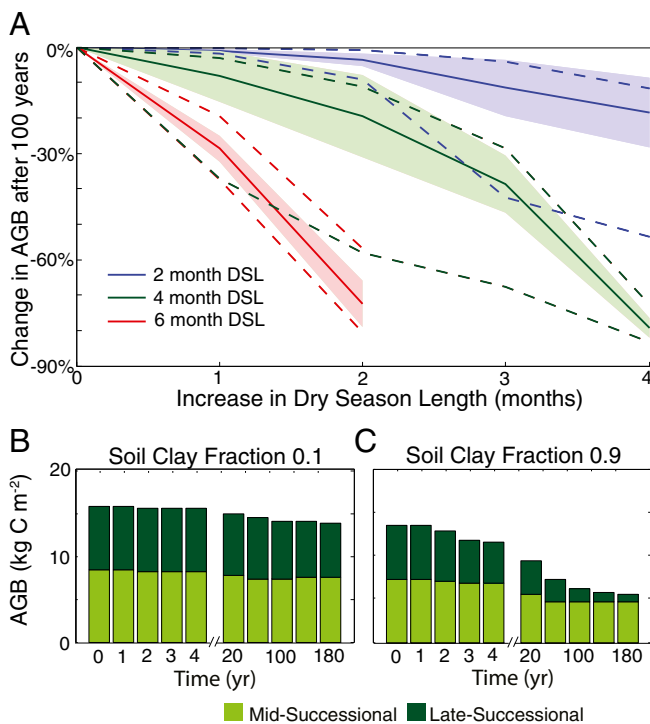 A
Change in AGB after 100 years
0%
-30%
-60%
-90%
2 month DSL
4 month DSL
6 month DSL
0 1 2 3 4
Increase in Dry Season Length (months)
B
Soil Clay Fraction 0.1
AGB (kg C m-2)
20
10
0
0 1 2 3 4 20 100 180
Time (yr)
C
Soil Clay Fraction 0.9
0 1 2 3 4 20 100 180
Time (yr)
Mid-Successional
Late-Successional